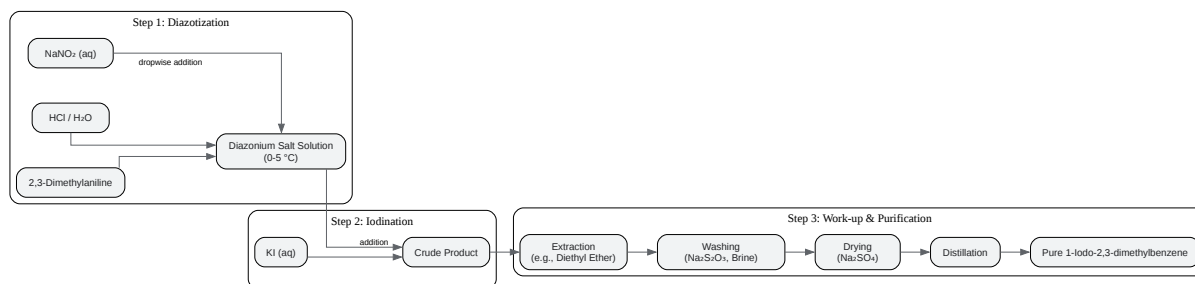 Step 1: Diazotization
NaNO₂ (aq)
dropwise addition
HCl / H₂O
Diazonium Salt Solution
(0-5 °C)
2,3-Dimethylaniline
Step 2: Iodination
addition
KI (aq)
Crude Product
Step 3: Work-up & Purification
Extraction
(e.g., Diethyl Ether)
Washing
(Na₂S₂O₃, Brine)
Drying
(Na₂SO₄)
Distillation
Pure 1-Iodo-2,3-dimethylbenzene